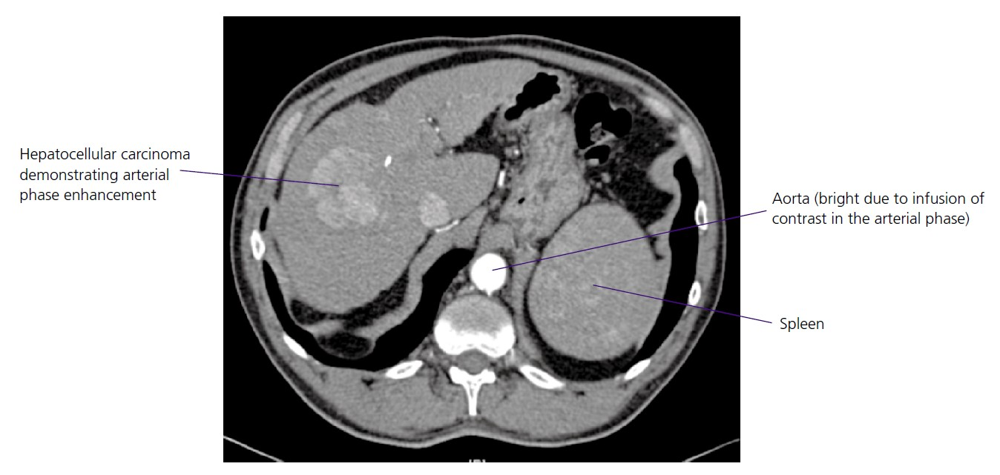 Hepatocellular carcinoma
demonstrating arterial
phase enhancement
Aorta (bright due to infusion of
contrast in the arterial phase)
Spleen